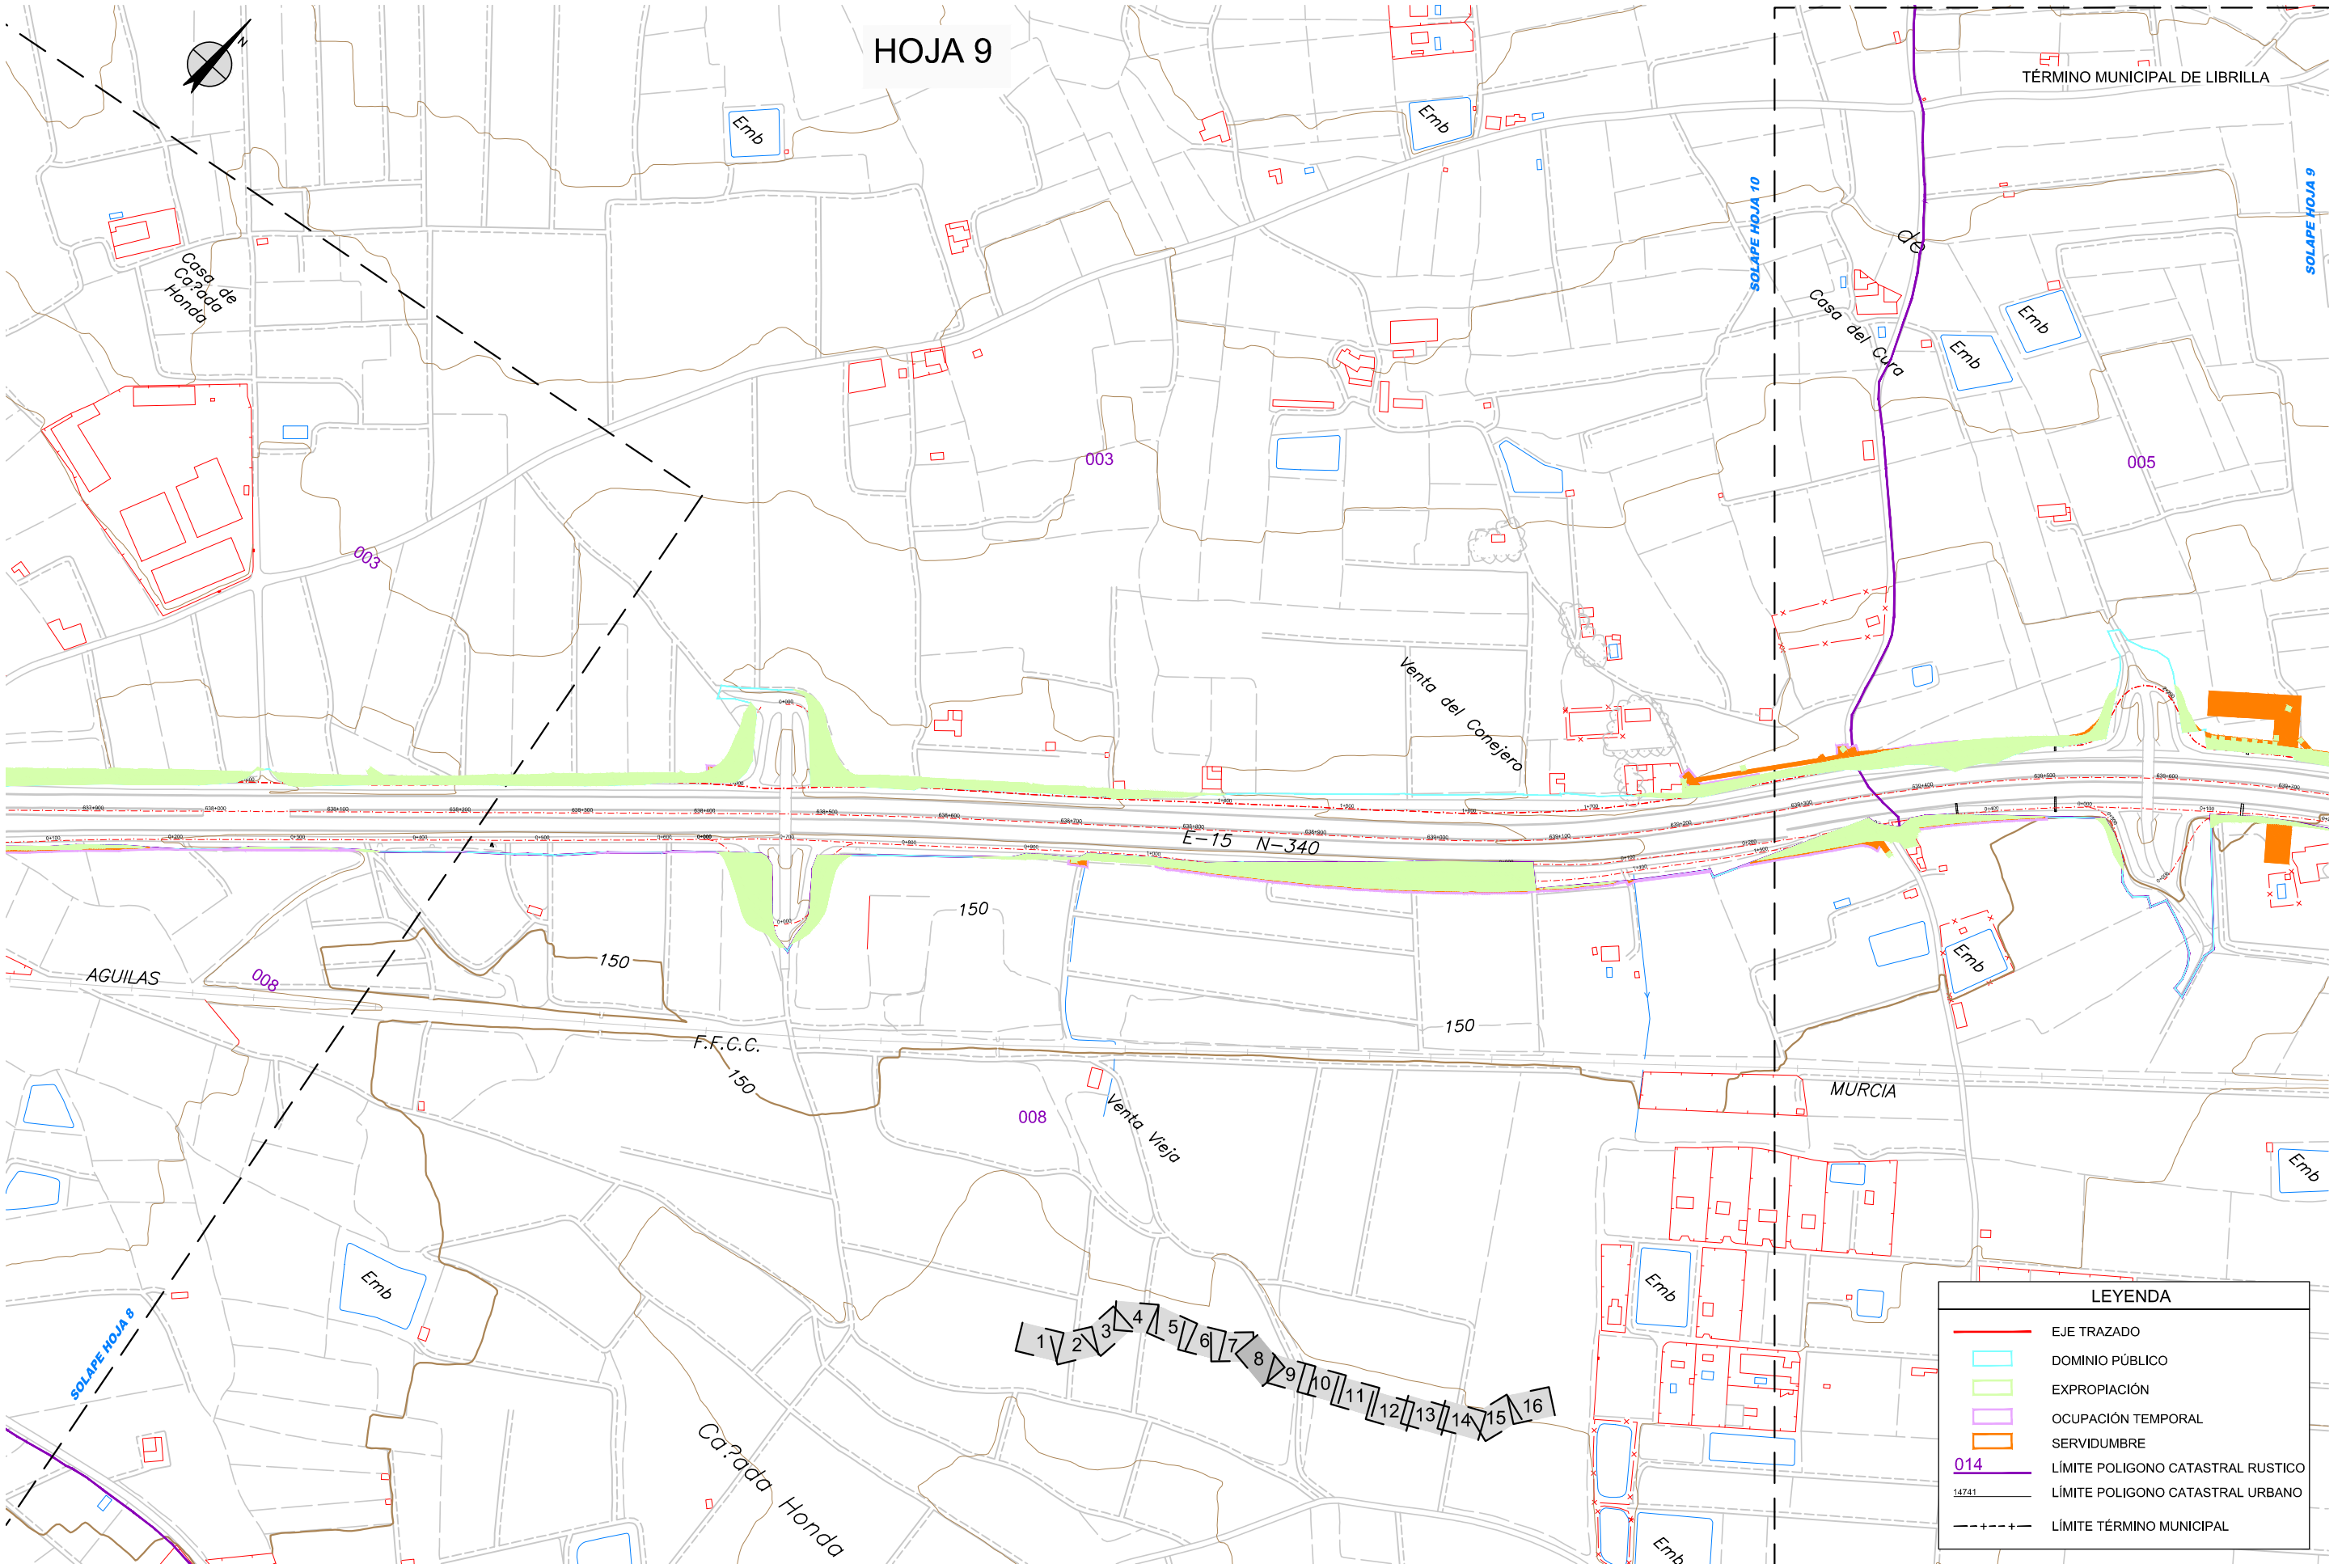 HOJA 9
N
TÉRMINO MUNICIPAL DE LIBRILLA
Emb
Emb
SOLAPE HOJA 10
SOLAPE HOJA 9
de
Casa de
Ca?ada
Honda
Casa del Cura
Emb
Emb
003
005
003
Venta del Conejero
E-15 N-340
150
150
AGUILAS
008
150
F.F.C.C.
150
Emb
MURCIA
008
Venta Vieja
Emb
Emb
Emb
SOLAPE HOJA 8
1 2 3 4 5 6 7 8 9 10 11 12 13 14 15 16
Ca?ada Honda
Emb
LEYENDA
EJE TRAZADO
DOMINIO PÚBLICO
EXPROPIACIÓN
OCUPACIÓN TEMPORAL
SERVIDUMBRE
014 LÍMITE POLIGONO CATASTRAL RUSTICO
14741 LÍMITE POLIGONO CATASTRAL URBANO
LÍMITE TÉRMINO MUNICIPAL